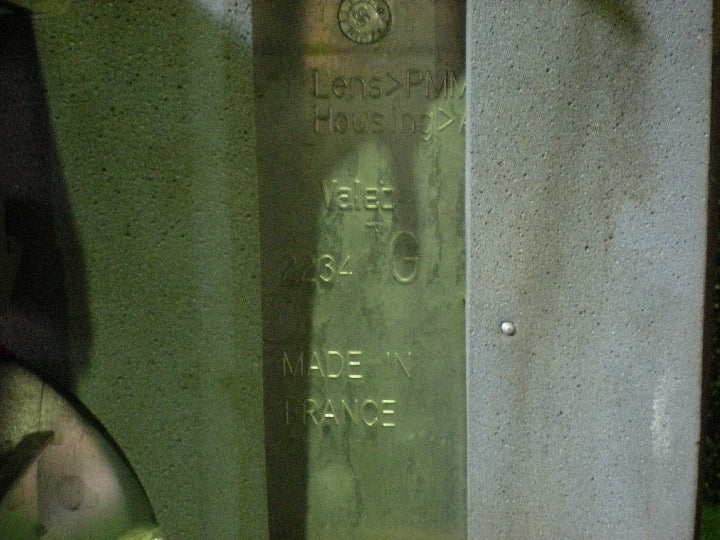 Lens>PMM
Housing>A
Valeo
2234 G
MADE IN
FRANCE